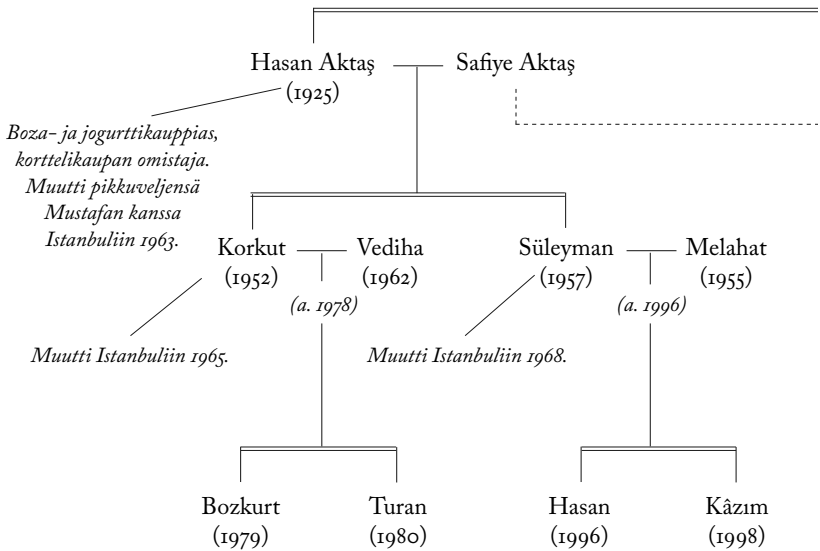 Hasan Aktaş
(1925)
Safiye Aktaş
Boza- ja jogurttikauppias,
korttelikaupan omistaja.
Muutti pikkuveljensä
Mustafan kanssa
Istanbuliin 1963.
Korkut
(1952)
Vediha
(1962)
(a. 1978)
Süleyman
(1957)
Melahat
(1955)
(a. 1996)
Muutti Istanbuliin 1965.
Muutti Istanbuliin 1968.
Bozkurt
(1979)
Turan
(1980)
Hasan
(1996)
Kâzım
(1998)